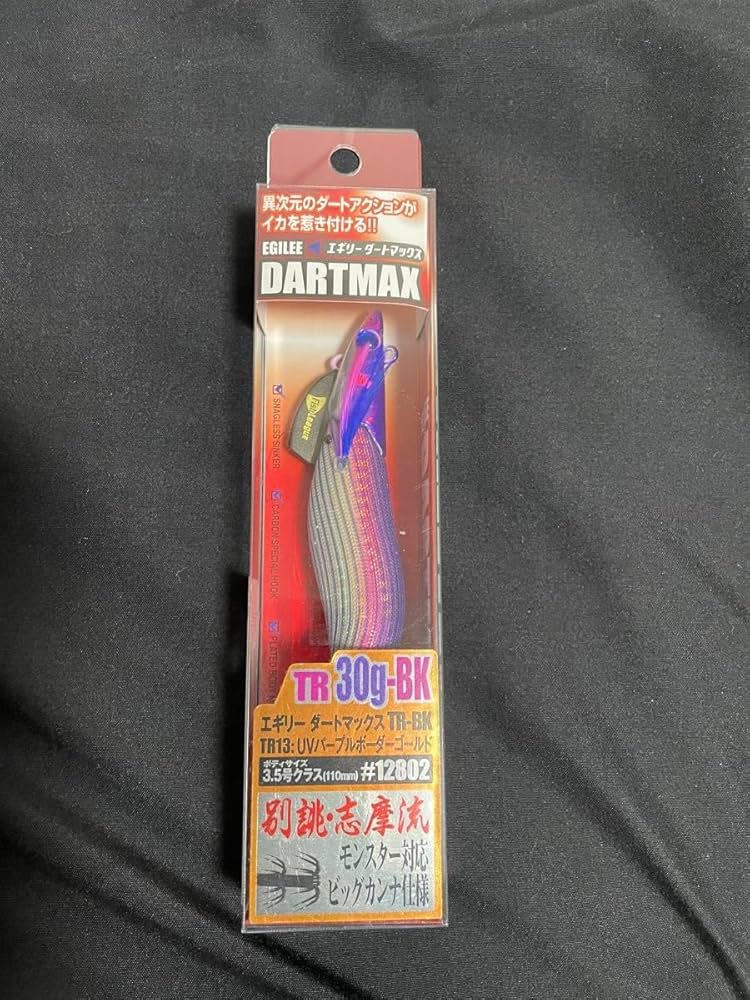 異次元のダートアクションが
イカを惹き付ける!!
EGILEE エギリー ダートマックス
DARTMAX
Fish League
SNAGLESS SINKER
CARBON SPECIAL HOOK
PLATED
TR 30g-BK
エギリー ダートマックス TR-BK
TR13: UVパープルボーダーゴールド
ボディサイズ
3.5号クラス(110mm) #12802
別誂・志摩流
モンスター対応
ビッグカンナ仕様